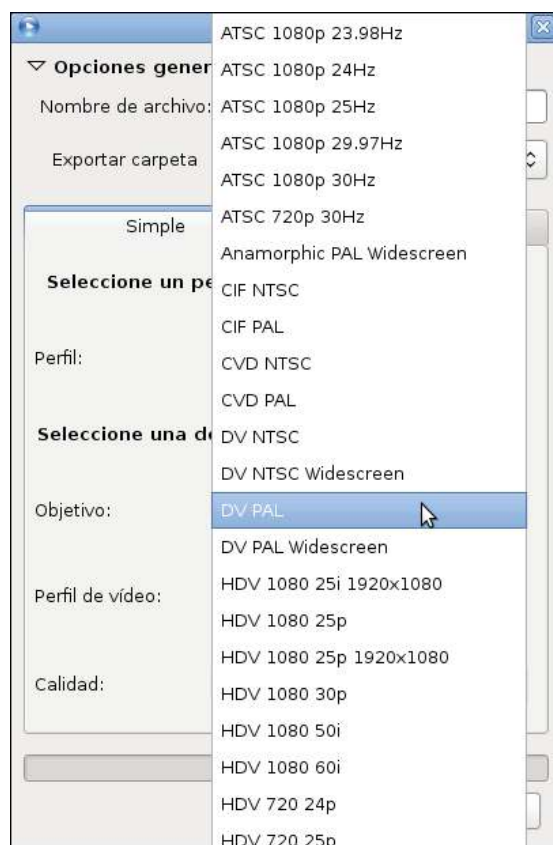 Opciones gener
Nombre de archivo:
Exportar carpeta
Simple
Seleccione un pe
Perfil:
Seleccione una de
Objetivo:
Perfil de vídeo:
Calidad:
ATSC 1080p 23.98Hz
ATSC 1080p 24Hz
ATSC 1080p 25Hz
ATSC 1080p 29.97Hz
ATSC 1080p 30Hz
ATSC 720p 30Hz
Anamorphic PAL Widescreen
CIF NTSC
CIF PAL
CVD NTSC
CVD PAL
DV NTSC
DV NTSC Widescreen
DV PAL
DV PAL Widescreen
HDV 1080 25i 1920x1080
HDV 1080 25p
HDV 1080 25p 1920x1080
HDV 1080 30p
HDV 1080 50i
HDV 1080 60i
HDV 720 24p
HDV 720 25p